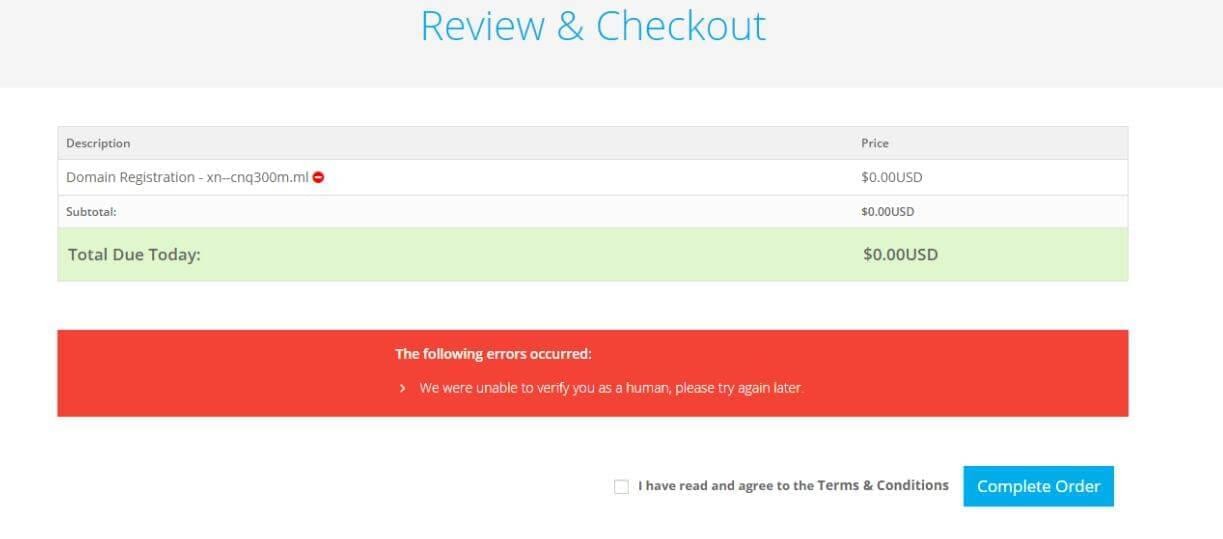 Review & Checkout
Description Price
Domain Registration - xn--cnq300m.ml $0.00USD
Subtotal: $0.00USD
Total Due Today: $0.00USD
The following errors occurred:
We were unable to verify you as a human, please try again later.
I have read and agree to the Terms & Conditions Complete Order